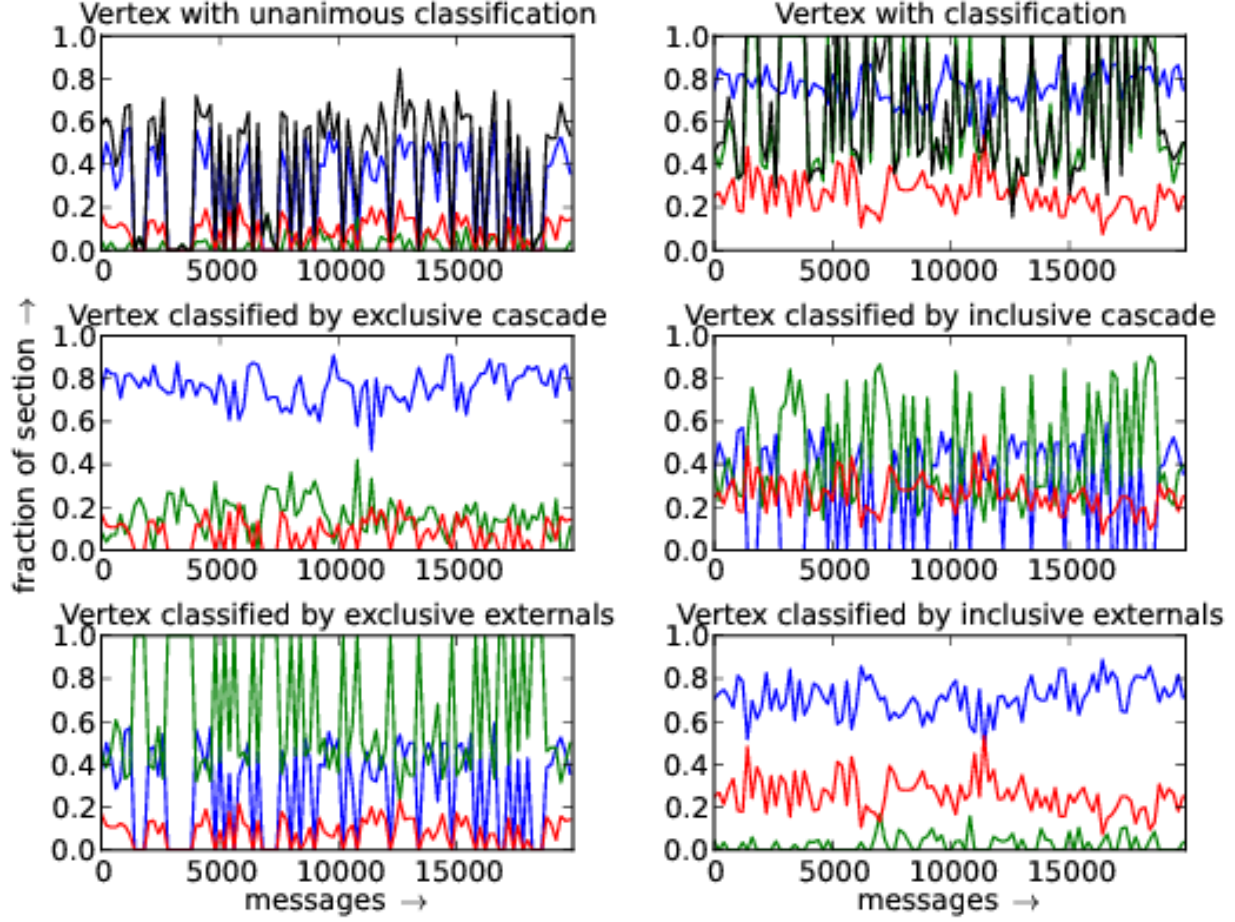 Vertex with unanimous classification
1.0
0.8
0.6
0.4
0.2
0.0
0 5000 10000 15000
Vertex with classification
1.0
0.8
0.6
0.4
0.2
0.0
0 5000 10000 15000
fraction of section →
Vertex classified by exclusive cascade
1.0
0.8
0.6
0.4
0.2
0.0
0 5000 10000 15000
Vertex classified by inclusive cascade
1.0
0.8
0.6
0.4
0.2
0.0
0 5000 10000 15000
Vertex classified by exclusive externals
1.0
0.8
0.6
0.4
0.2
0.0
0 5000 10000 15000
messages →
Vertex classified by inclusive externals
1.0
0.8
0.6
0.4
0.2
0.0
0 5000 10000 15000
messages →